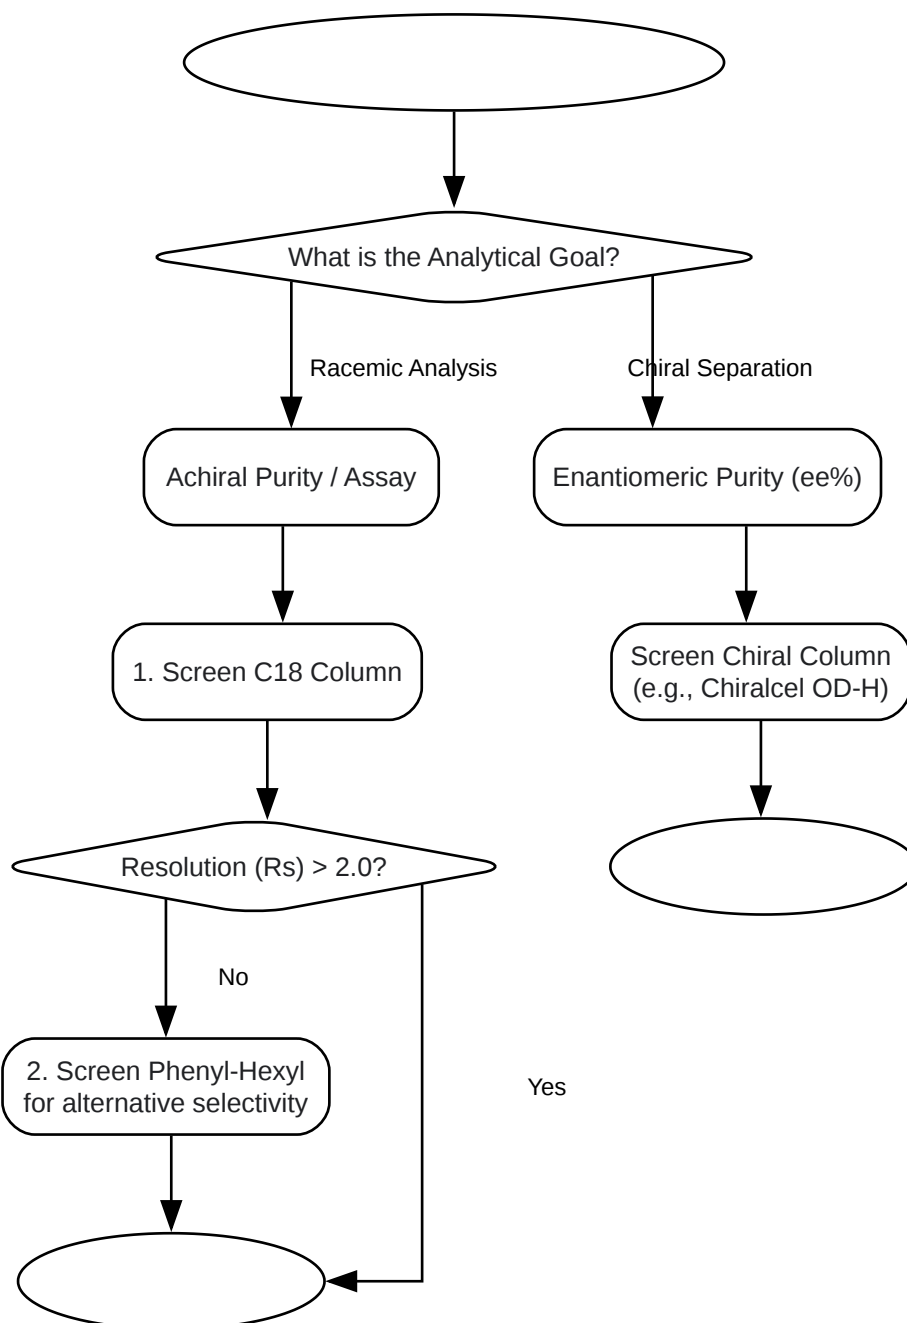 What is the Analytical Goal?
Racemic Analysis
Chiral Separation
Achiral Purity / Assay
Enantiomeric Purity (ee%)
1. Screen C18 Column
Screen Chiral Column
(e.g., Chiralcel OD-H)
Resolution (Rs) > 2.0?
No
2. Screen Phenyl-Hexyl
for alternative selectivity
Yes